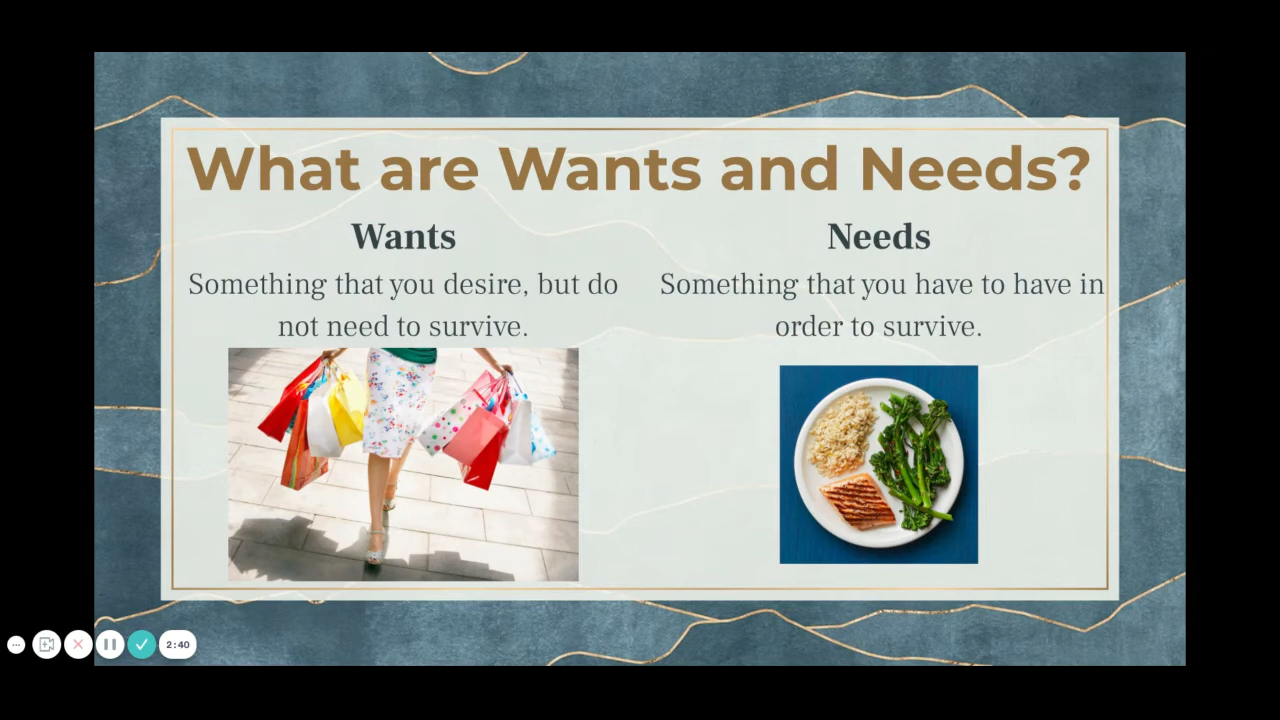 What are Wants and Needs?
Wants
Something that you desire, but do
not need to survive.
Needs
Something that you have to have in
order to survive.
2:40